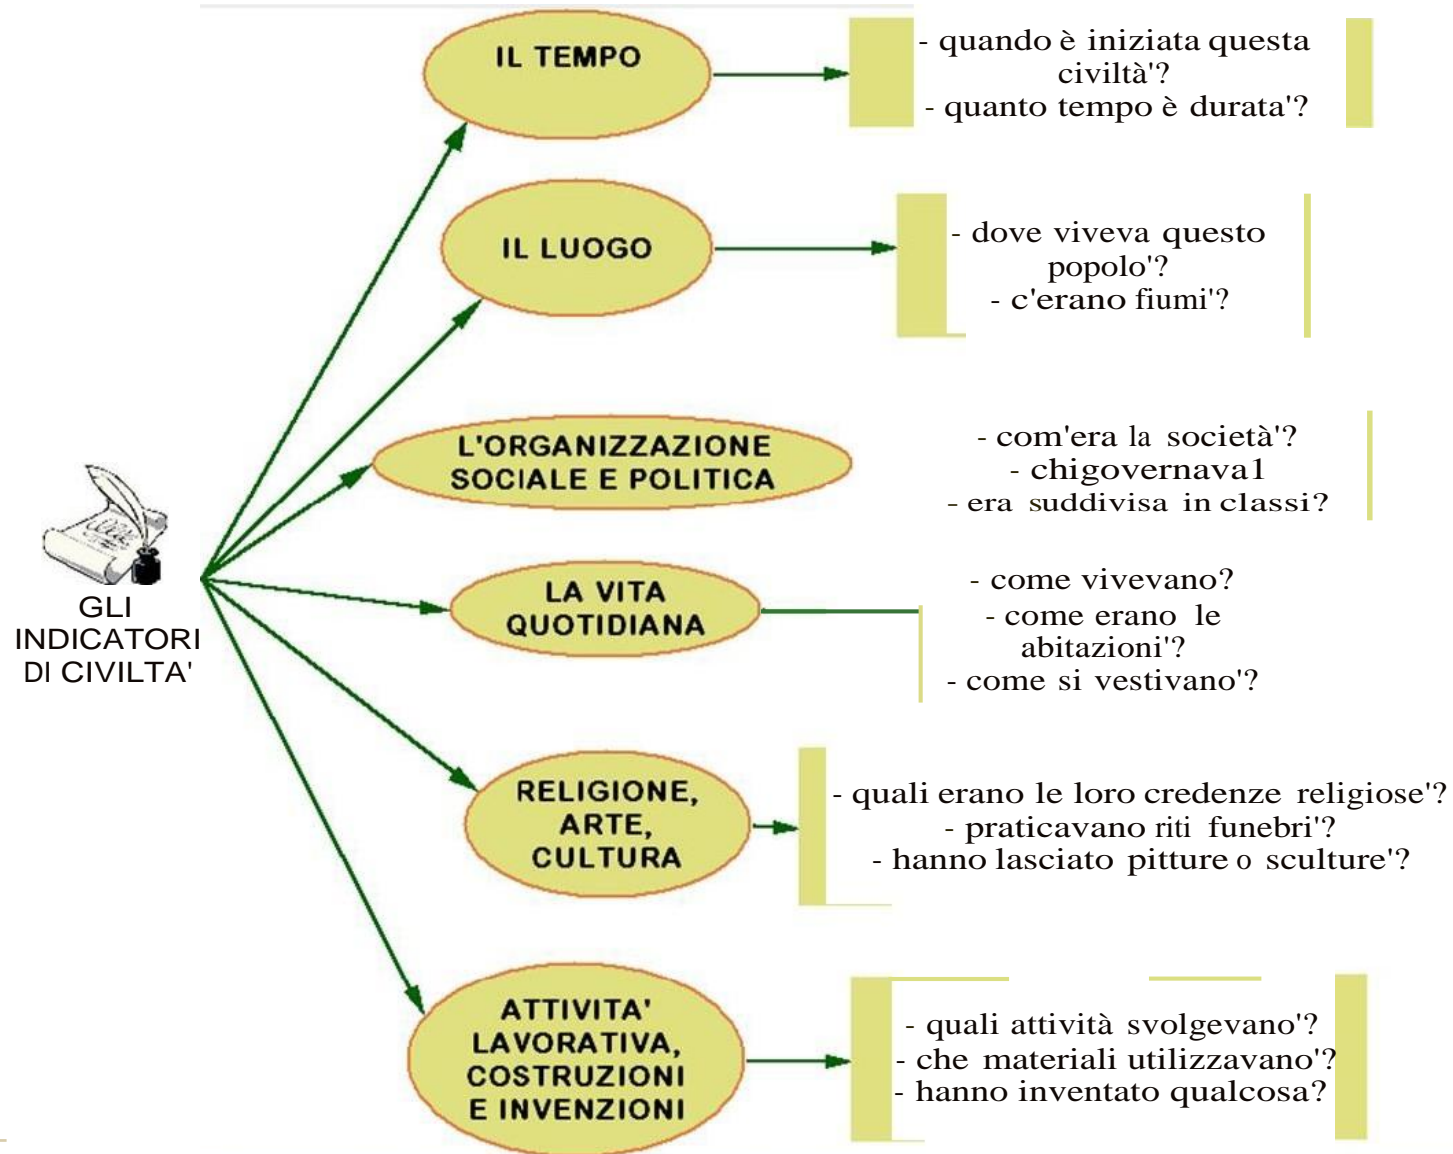 IL TEMPO
- quando è iniziata questa
civiltà'?
- quanto tempo è durata'?
IL LUOGO
- dove viveva questo
popolo'?
- c'erano fiumi'?
L'ORGANIZZAZIONE
SOCIALE E POLITICA
- com'era la società'?
- chigovernava1
- era suddivisa in classi?
GLI
INDICATORI
DI CIVILTA'
LA VITA
QUOTIDIANA
- come vivevano?
- come erano le
abitazioni'?
- come si vestivano'?
RELIGIONE,
ARTE,
CULTURA
- quali erano le loro credenze religiose'?
- praticavano riti funebri'?
- hanno lasciato pitture o sculture'?
ATTIVITA'
LAVORATIVA,
COSTRUZIONI
E INVENZIONI
- quali attività svolgevano'?
- che materiali utilizzavano'?
- hanno inventato qualcosa?